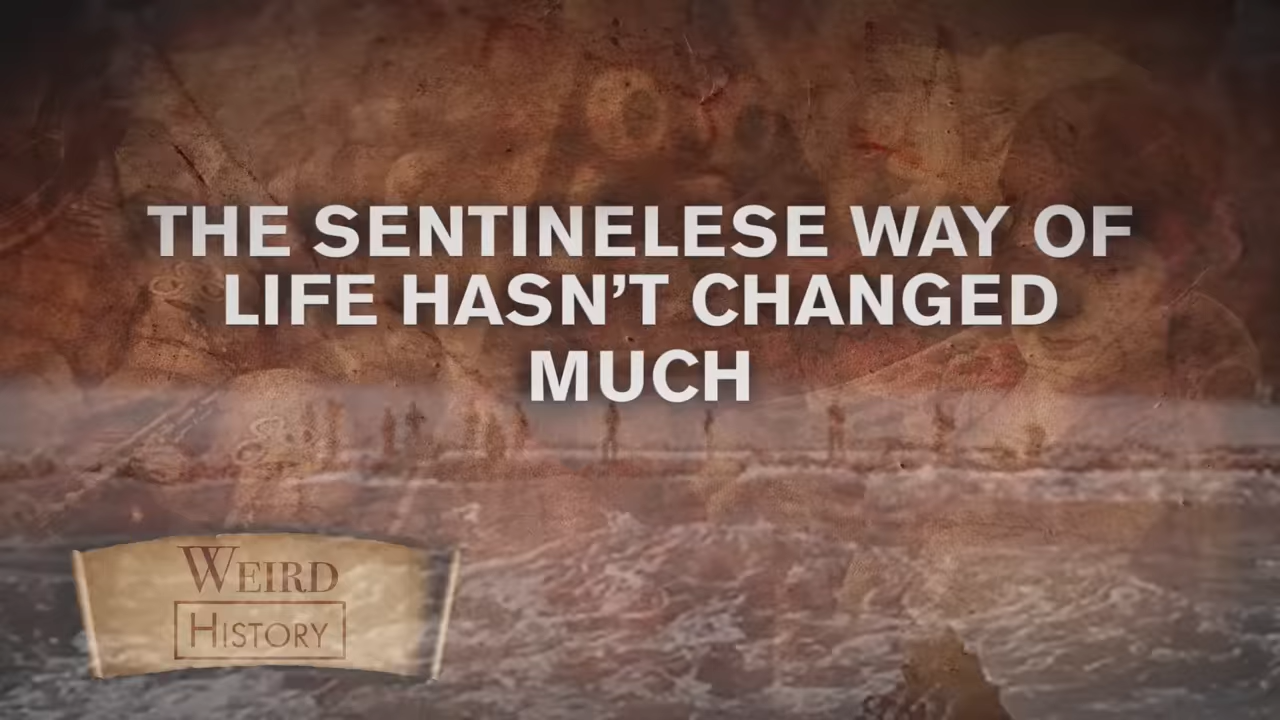 THE SENTINELESE WAY OF
LIFE HASN’T CHANGED
MUCH
WEIRD
HISTORY